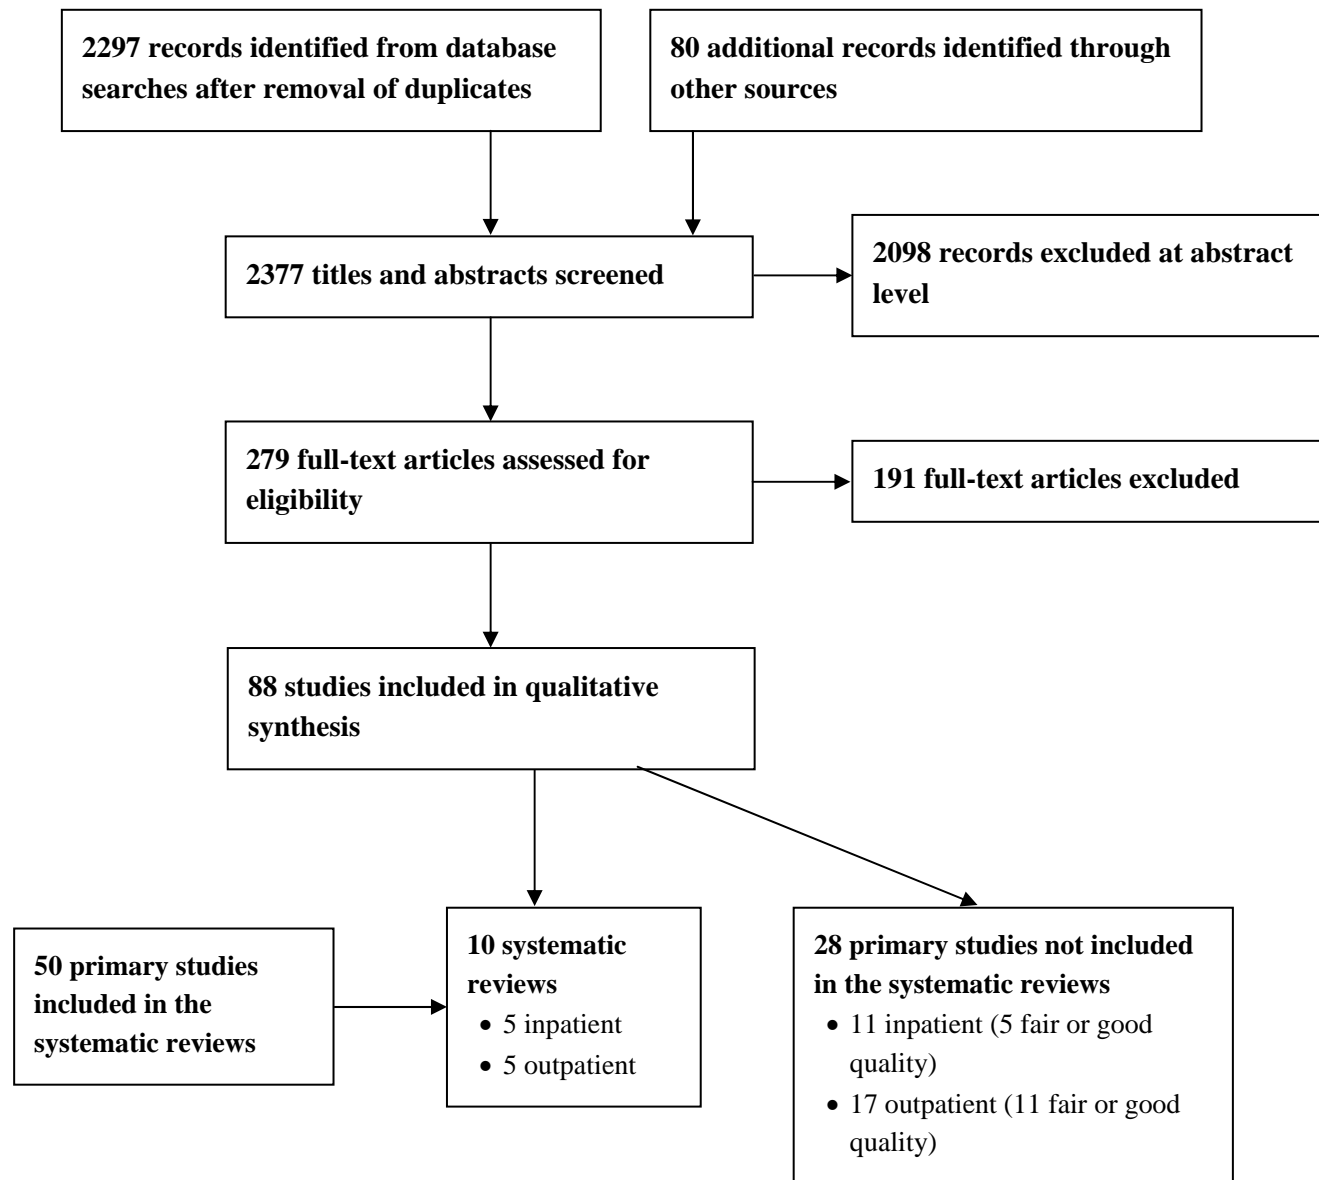 2297 records identified from database
searches after removal of duplicates
80 additional records identified through
other sources
2377 titles and abstracts screened
2098 records excluded at abstract
level
279 full-text articles assessed for
eligibility
191 full-text articles excluded
88 studies included in qualitative
synthesis
50 primary studies
included in the
systematic reviews
10 systematic
reviews
• 5 inpatient
• 5 outpatient
28 primary studies not included
in the systematic reviews
• 11 inpatient (5 fair or good
quality)
• 17 outpatient (11 fair or good
quality)